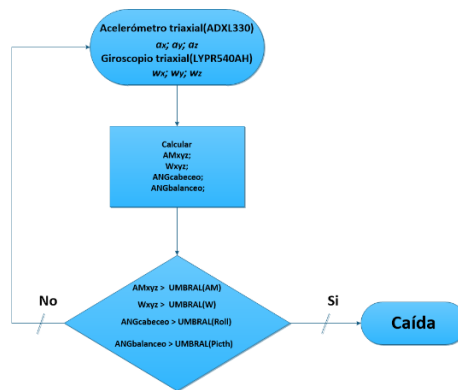 Acelerómetro triaxial(ADXL330)
ax; ay; az
Giroscopio triaxial(LYPR540AH)
wx; wy; wz
Calcular
AMxyz;
Wxyz;
ANGcabeceo;
ANGbalanceo;
AMxyz > UMBRAL(AM)
Wxyz > UMBRAL(W)
ANGcabeceo > UMBRAL(Roll)
ANGbalanceo > UMBRAL(Picth)
No
Si
Caída